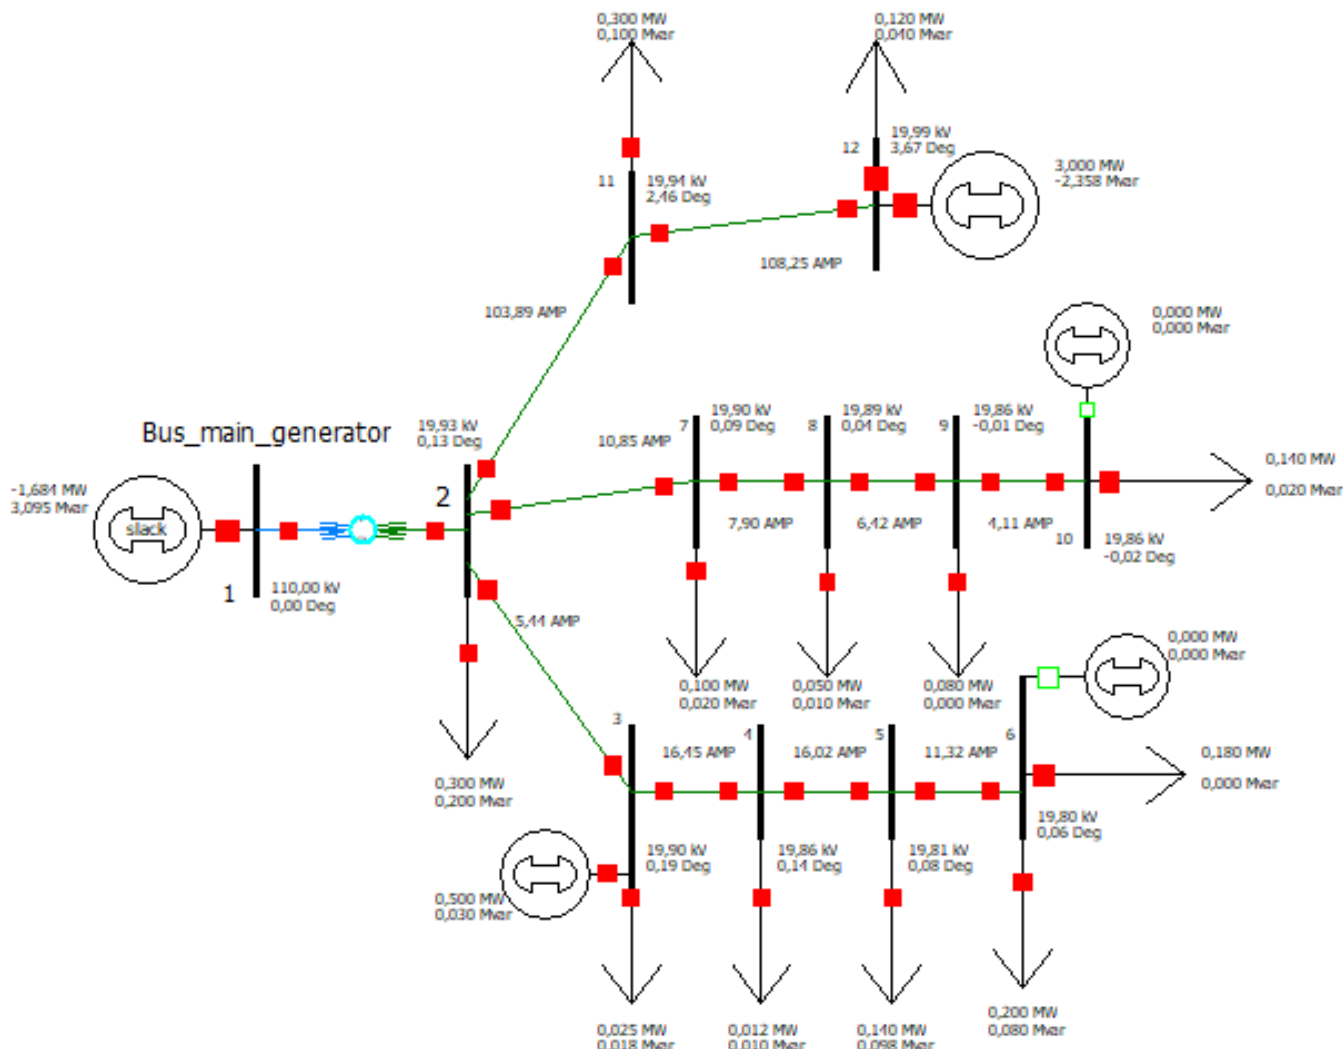 0,300 MW
0,100 Mvar
0,120 MW
0,040 Mvar
19,99 kV
3,67 Deg
12
3,000 MW
-2,358 Mvar
11
19,94 kV
2,46 Deg
108,25 AMP
103,89 AMP
0,000 MW
0,000 Mvar
Bus_main_generator
19,93 kV
0,13 Deg
10,85 AMP
7
19,90 kV
0,09 Deg
8
19,89 kV
0,04 Deg
9
19,86 kV
-0,01 Deg
0,140 MW
0,020 Mvar
-1,684 MW
3,095 Mvar
slack
2
7,90 AMP
6,42 AMP
4,11 AMP
10
19,86 kV
-0,02 Deg
1
110,00 kV
0,00 Deg
5,44 AMP
0,000 MW
0,000 Mvar
0,100 MW
0,020 Mvar
0,050 MW
0,010 Mvar
0,080 MW
0,000 Mvar
3
16,45 AMP
4
16,02 AMP
5
11,32 AMP
6
0,180 MW
0,000 Mvar
0,300 MW
0,200 Mvar
19,90 kV
0,19 Deg
19,86 kV
0,14 Deg
19,81 kV
0,08 Deg
19,80 kV
0,06 Deg
0,500 MW
0,030 Mvar
0,025 MW
0,018 Mvar
0,012 MW
0,010 Mvar
0,140 MW
0,098 Mvar
0,200 MW
0,080 Mvar